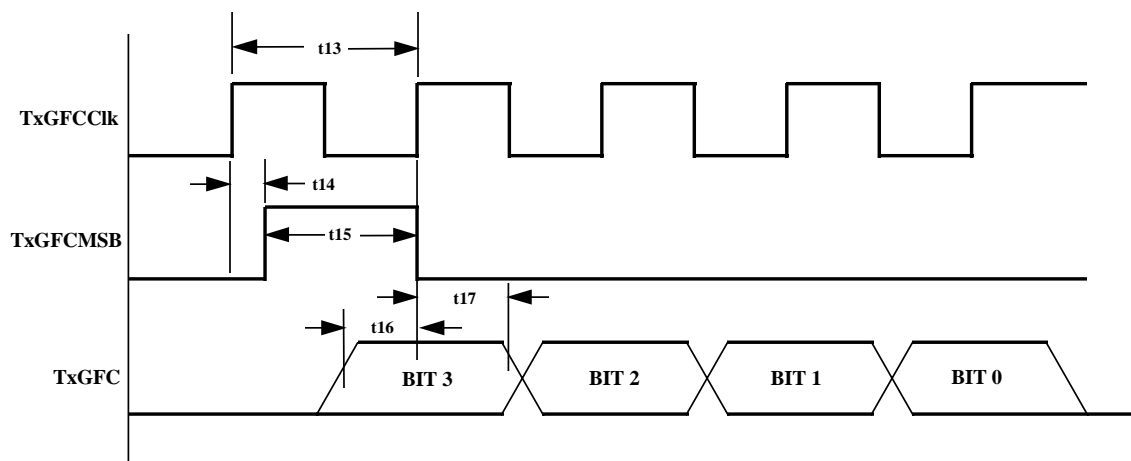 t13
TxGFCClk
t14
TxGFCMSB
t15
t17
t16
TxGFC
BIT 3
BIT 2
BIT 1
BIT 0